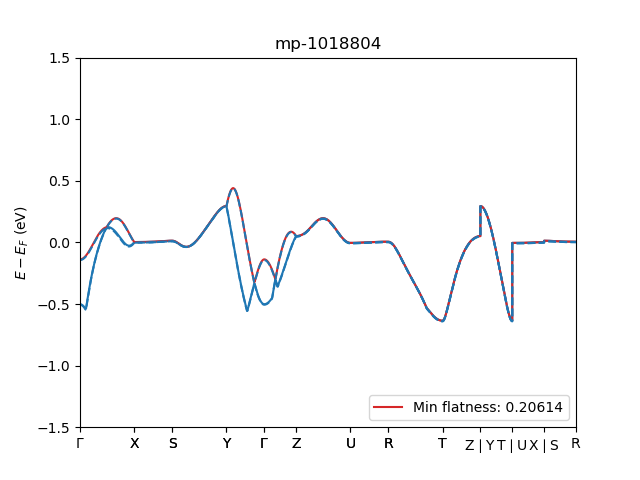 mp-1018804
E − E_F (eV)
1.5
1.0
0.5
0.0
−0.5
−1.0
−1.5
Min flatness: 0.20614
Γ X S Y Γ Z U R T Z | Y T | U X | S R